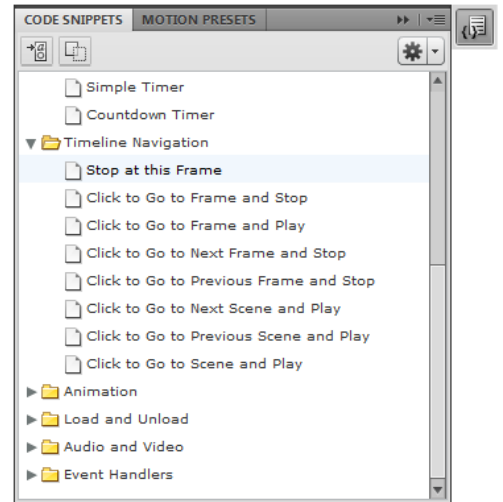 CODE SNIPPETS MOTION PRESETS
Simple Timer
Countdown Timer
Timeline Navigation
Stop at this Frame
Click to Go to Frame and Stop
Click to Go to Frame and Play
Click to Go to Next Frame and Stop
Click to Go to Previous Frame and Stop
Click to Go to Next Scene and Play
Click to Go to Previous Scene and Play
Click to Go to Scene and Play
Animation
Load and Unload
Audio and Video
Event Handlers